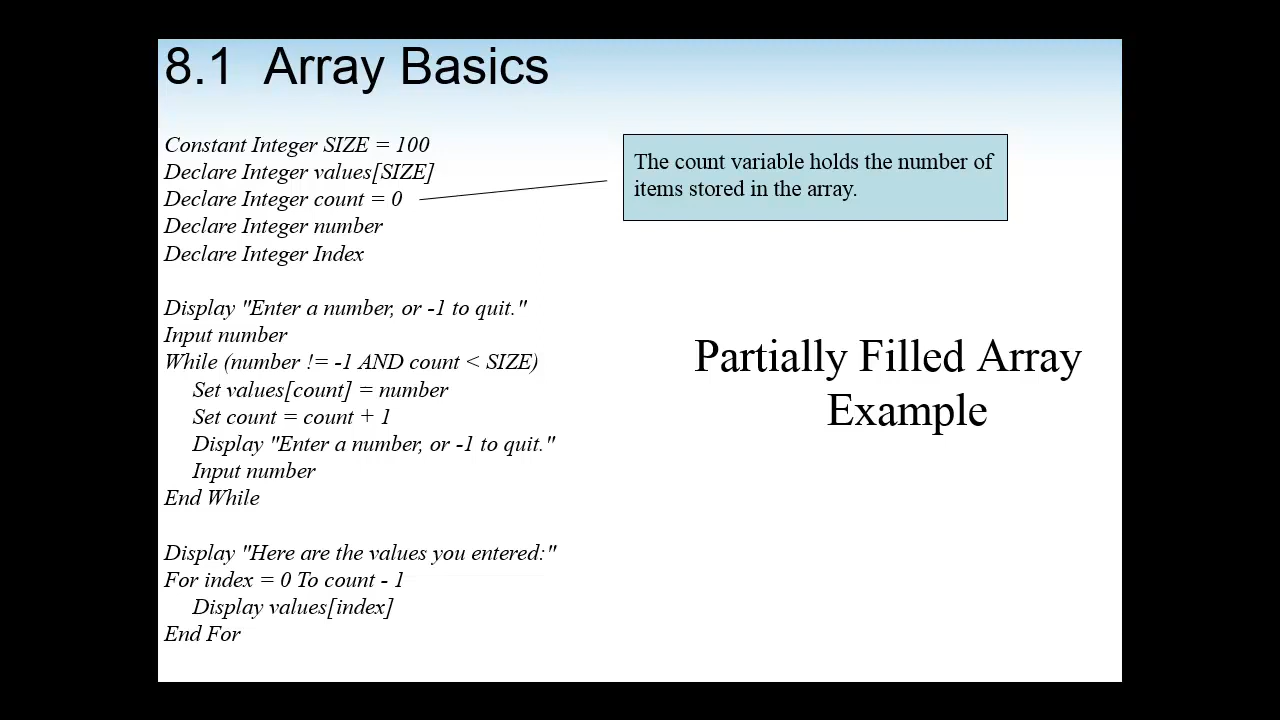 8.1 Array Basics
Constant Integer SIZE = 100
Declare Integer values[SIZE]
Declare Integer count = 0
Declare Integer number
Declare Integer Index
Display "Enter a number, or -1 to quit."
Input number
While (number != -1 AND count < SIZE)
Set values[count] = number
Set count = count + 1
Display "Enter a number, or -1 to quit."
Input number
End While
Display "Here are the values you entered:"
For index = 0 To count - 1
Display values[index]
End For
The count variable holds the number of
items stored in the array.
Partially Filled Array
Example